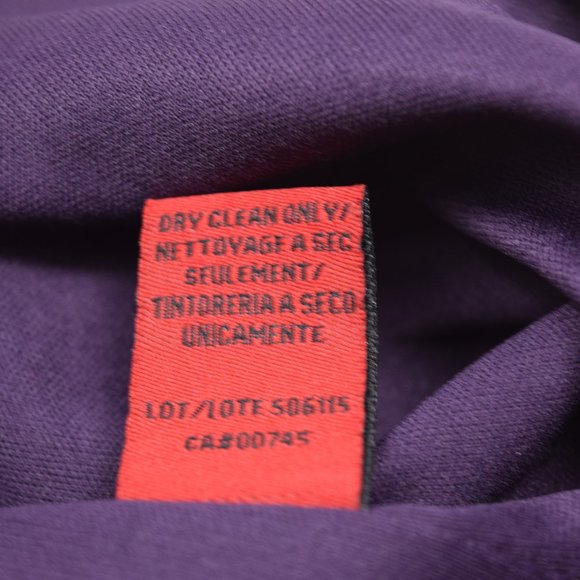 DRY CLEAN ONLY/
NETTOYAGE A SEC
SEULEMENT/
TINTORERIA A SECO
UNICAMENTE
LOT/LOTE 506115
CA#00745